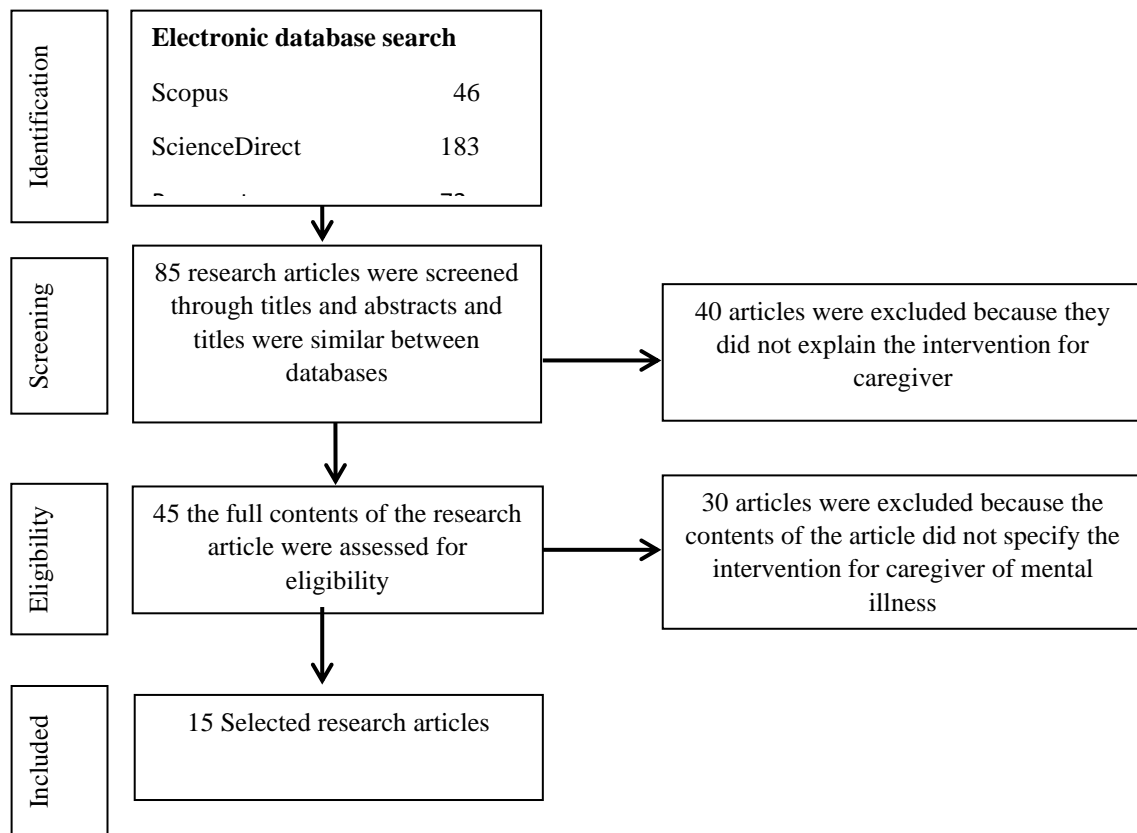 Identification
Electronic database search
Scopus 46
ScienceDirect 183
Screening
85 research articles were screened
through titles and abstracts and
titles were similar between
databases
40 articles were excluded because they
did not explain the intervention for
caregiver
Eligibility
45 the full contents of the research
article were assessed for
eligibility
30 articles were excluded because the
contents of the article did not specify the
intervention for caregiver of mental
illness
Included
15 Selected research articles